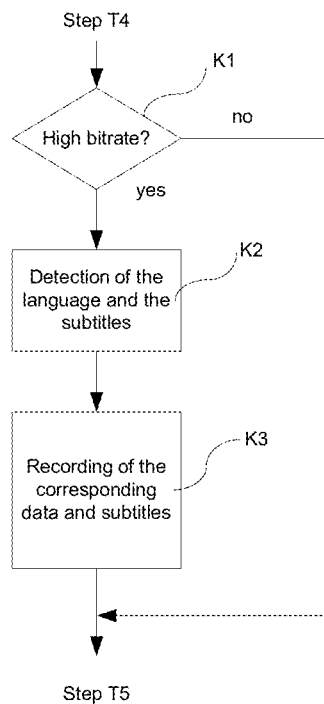 Step T4
K1
High bitrate?
no
yes
K2
Detection of the
language and the
subtitles
K3
Recording of the
corresponding
data and subtitles
Step T5